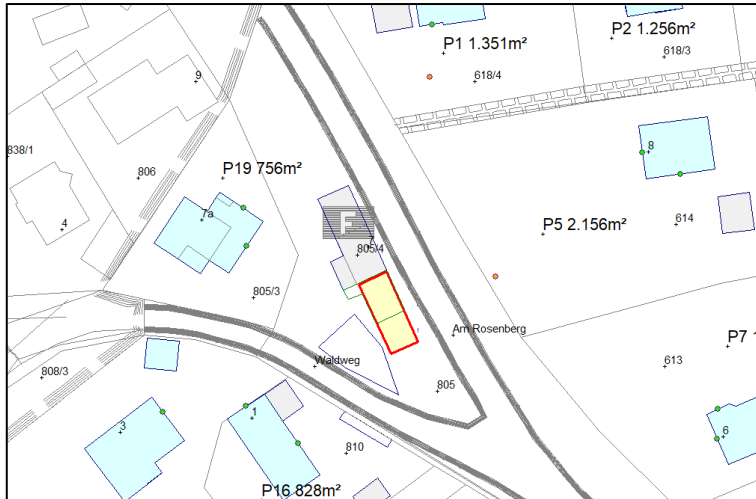 P1 1.351m²
P2 1.256m²
618/3
618/4
9
838/1
806
P19 756m²
8
4
7a
F
7
805/4
P5 2.156m²
614
805/3
Am Rosenberg
P7 1
Waldweg
613
808/3
805
3
1
810
6
P16 828m²